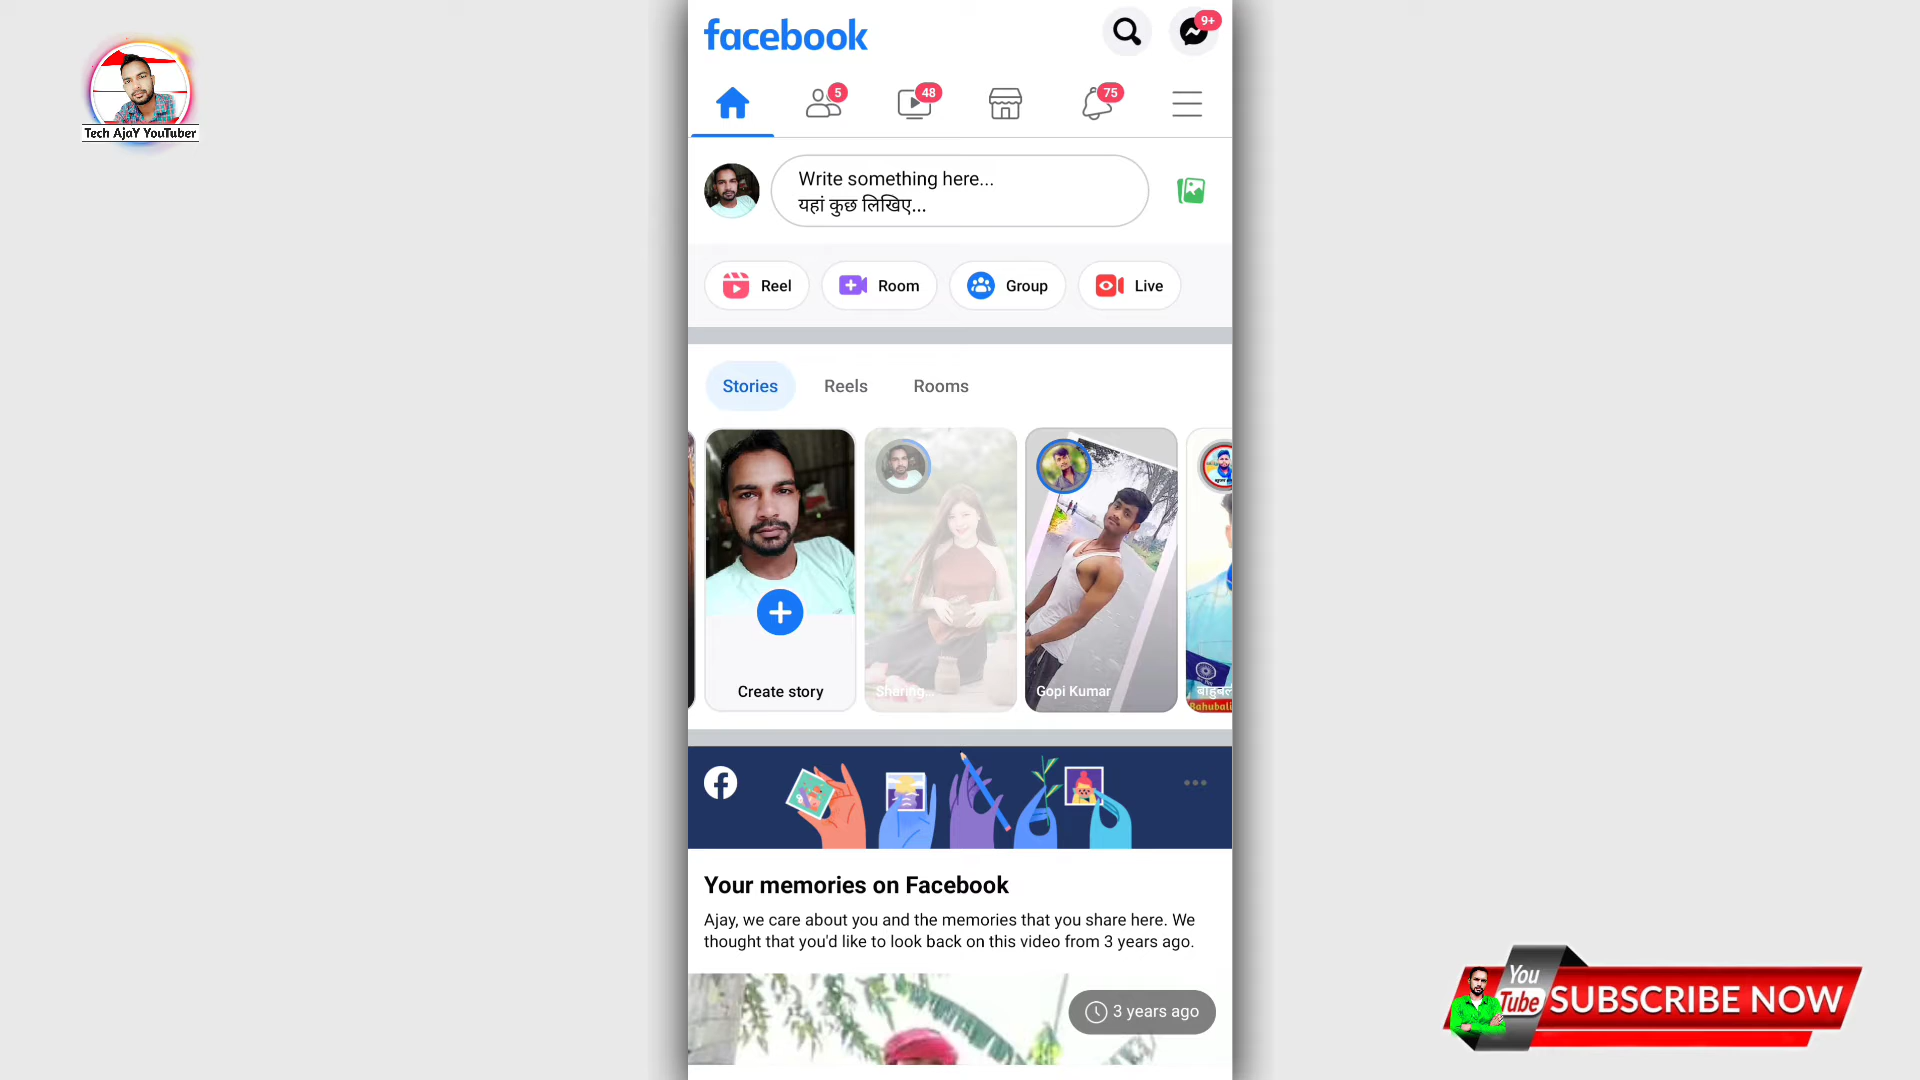 facebook
9+
5
48
75
Tech AjaY YouTuber
Write something here...
यहां कुछ लिखिए...
Reel
Room
Group
Live
Stories
Reels
Rooms
Create story
Sharing...
Gopi Kumar
Bahubali
Your memories on Facebook
Ajay, we care about you and the memories that you share here. We
thought that you'd like to look back on this video from 3 years ago.
3 years ago
You
Tube
SUBSCRIBE NOW